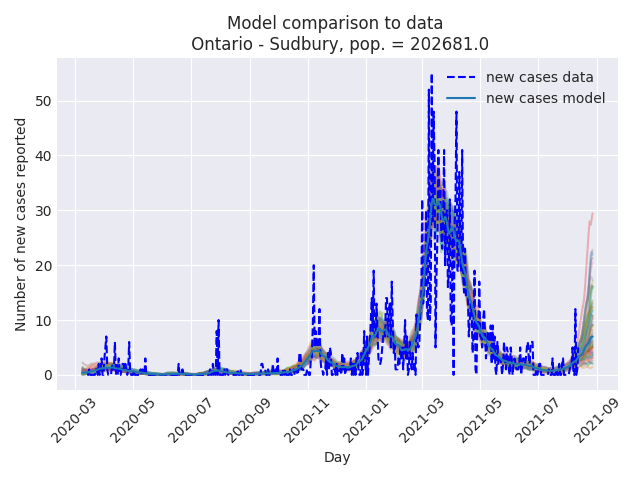 Model comparison to data
Ontario - Sudbury, pop. = 202681.0
new cases data
new cases model
Number of new cases reported
50
40
30
20
10
0
2020-03
2020-05
2020-07
2020-09
2020-11
2021-01
2021-03
2021-05
2021-07
2021-09
Day